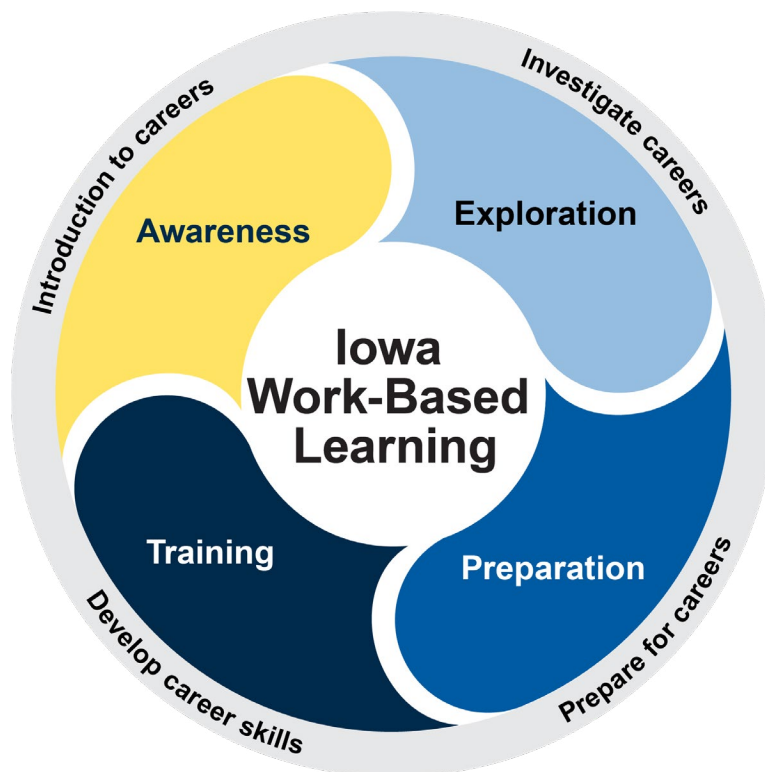 Introduction to careers
Investigate careers
Awareness
Exploration
Iowa
Work-Based
Learning
Training
Preparation
Develop career skills
Prepare for careers